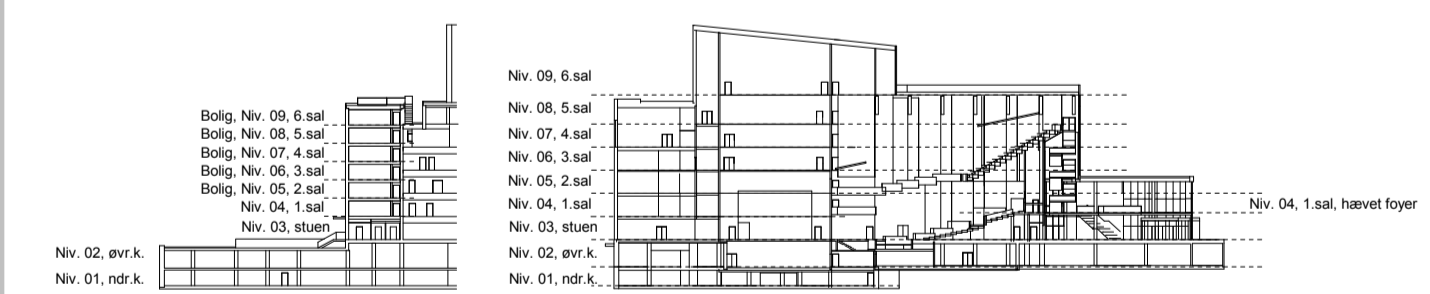 Bolig, Niv. 09, 6.sal
Bolig, Niv. 08, 5.sal
Bolig, Niv. 07, 4.sal
Bolig, Niv. 06, 3.sal
Bolig, Niv. 05, 2.sal
Niv. 04, 1.sal
Niv. 03, stuen
Niv. 02, øvr.k.
Niv. 01, ndr.k.
Niv. 09, 6.sal
Niv. 08, 5.sal
Niv. 07, 4.sal
Niv. 06, 3.sal
Niv. 05, 2.sal
Niv. 04, 1.sal
Niv. 03, stuen
Niv. 02, øvr.k.
Niv. 01, ndr.k.
Niv. 04, 1.sal, hævet foyer